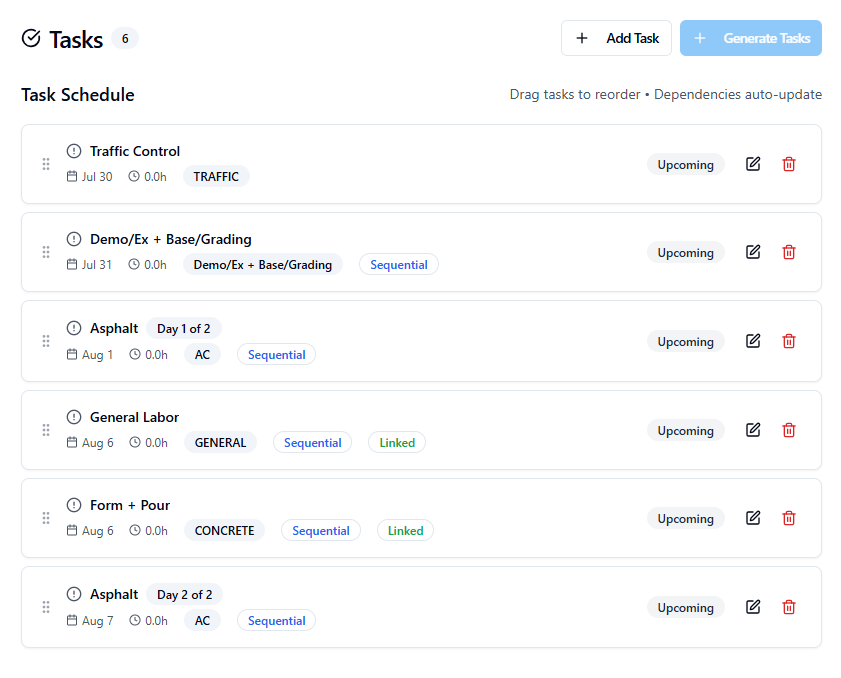 Tasks 6
Add Task
Generate Tasks
Task Schedule
Drag tasks to reorder • Dependencies auto-update
Traffic Control
Jul 30 0.0h TRAFFIC
Upcoming
Demo/Ex + Base/Grading
Jul 31 0.0h Demo/Ex + Base/Grading Sequential
Upcoming
Asphalt Day 1 of 2
Aug 1 0.0h AC Sequential
Upcoming
General Labor
Aug 6 0.0h GENERAL Sequential Linked
Upcoming
Form + Pour
Aug 6 0.0h CONCRETE Sequential Linked
Upcoming
Asphalt Day 2 of 2
Aug 7 0.0h AC Sequential
Upcoming